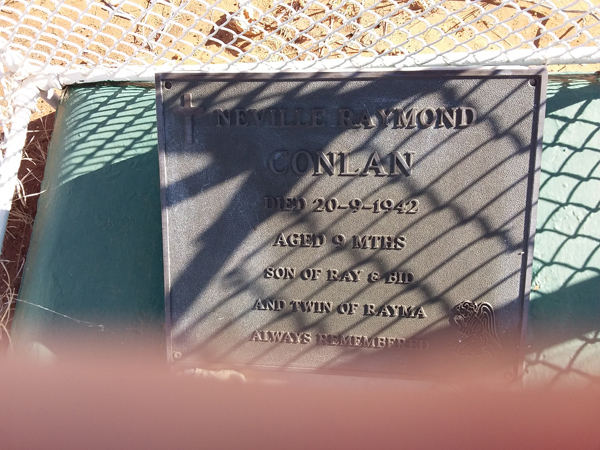 NEVILLE RAYMOND
CONLAN
DIED 20-9-1942
AGED 9 MTHS
SON OF RAY & BID
AND TWIN OF RAYMA
ALWAYS REMEMBERED